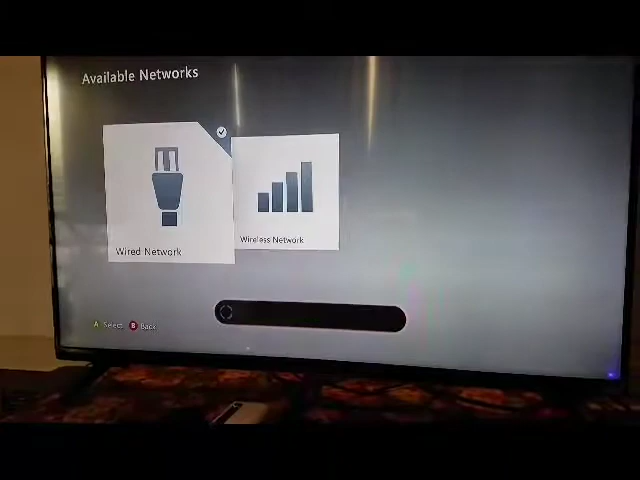 Available Networks
Wired Network
Wireless Network
A Select B Back